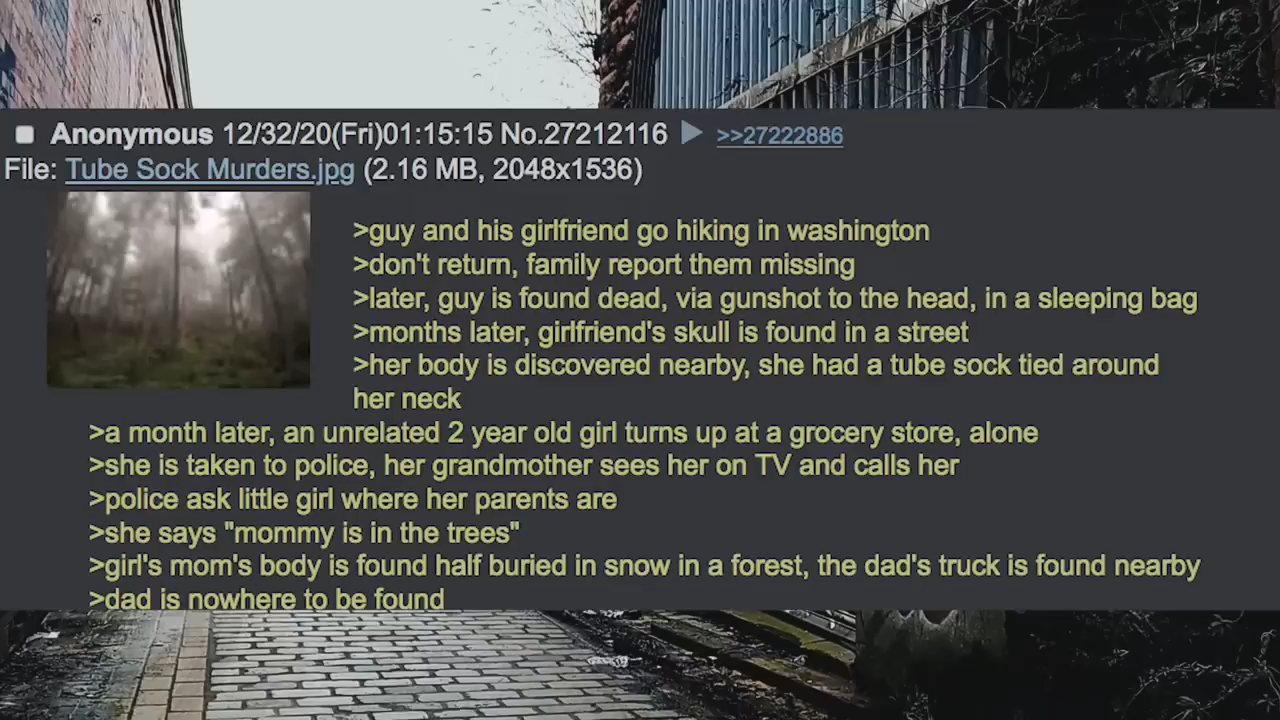 Anonymous 12/32/20(Fri)01:15:15 No.27212116 ▶ >>27222886
File: Tube Sock Murders.jpg (2.16 MB, 2048x1536)
>guy and his girlfriend go hiking in washington
>don't return, family report them missing
>later, guy is found dead, via gunshot to the head, in a sleeping bag
>months later, girlfriend's skull is found in a street
>her body is discovered nearby, she had a tube sock tied around
her neck
>a month later, an unrelated 2 year old girl turns up at a grocery store, alone
>she is taken to police, her grandmother sees her on TV and calls her
>police ask little girl where her parents are
>she says "mommy is in the trees"
>girl's mom's body is found half buried in snow in a forest, the dad's truck is found nearby
>dad is nowhere to be found